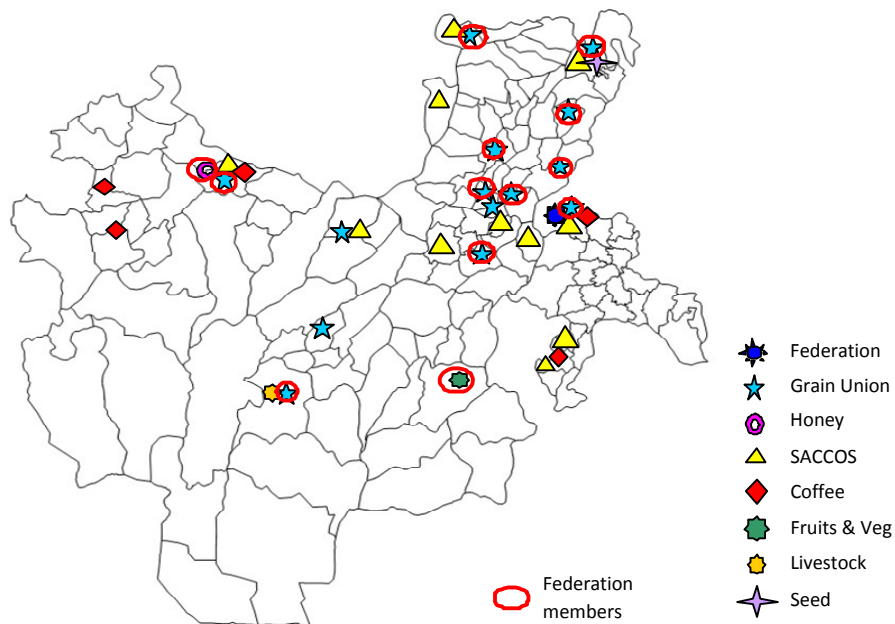 Federation
Grain Union
Honey
SACCOS
Coffee
Fruits & Veg
Livestock
Seed
Federation
members